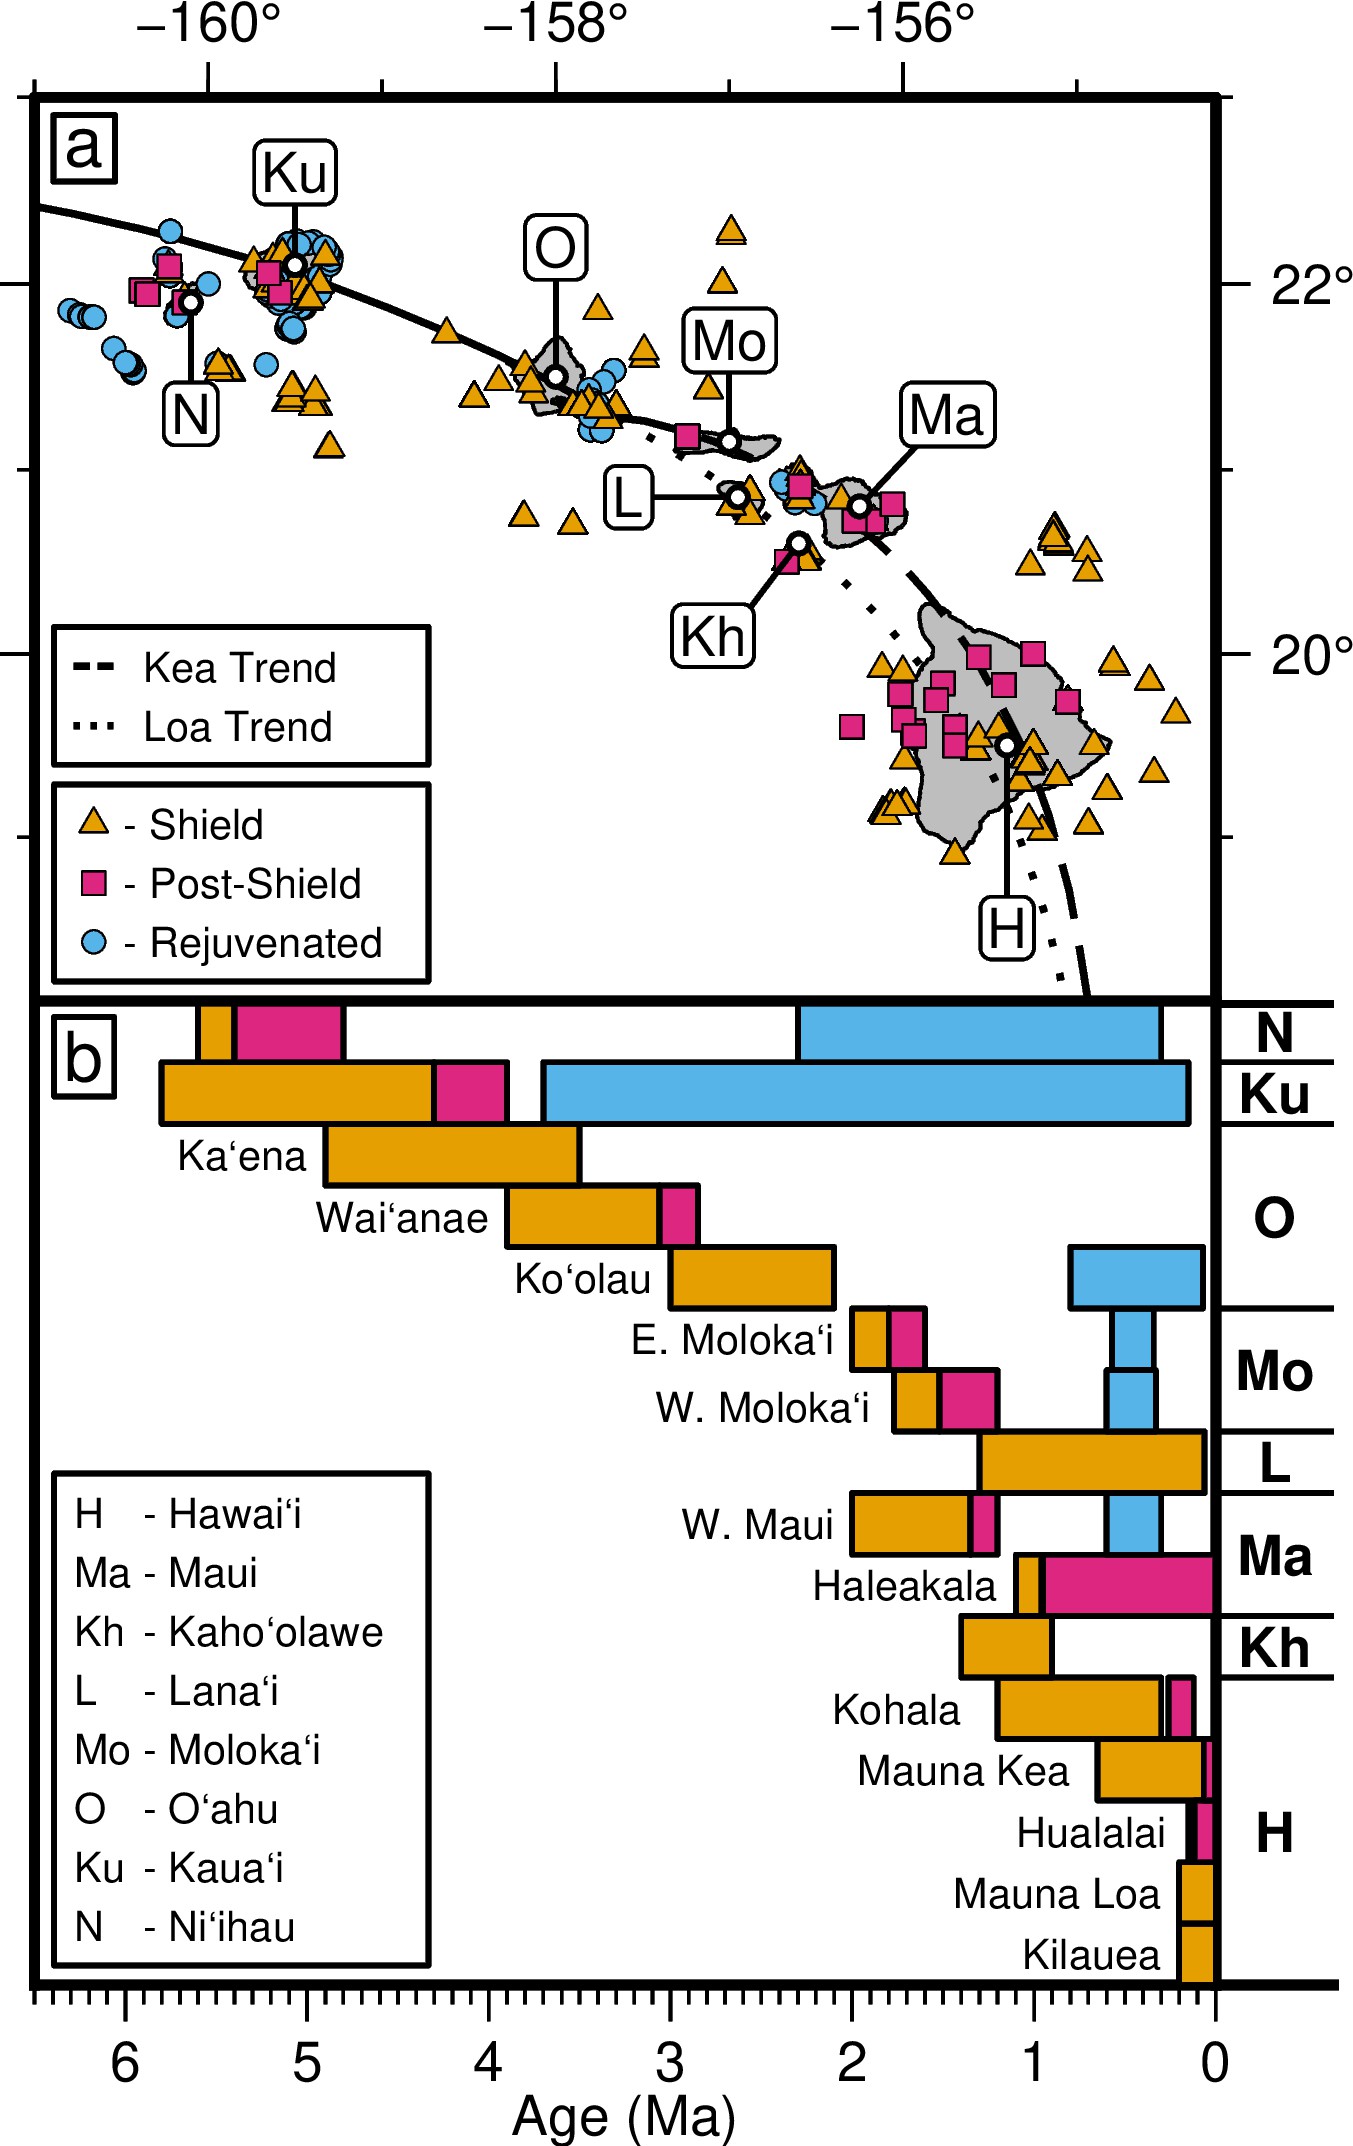 −160° −158° −156°
a
Ku
O
22°
Mo
N
Ma
L
Kh
Kea Trend
20°
Loa Trend
- Shield
- Post-Shield
- Rejuvenated
H
b
N
Ku
Ka‘ena
Wai‘anae
O
Ko‘olau
E. Moloka‘i
Mo
W. Moloka‘i
L
W. Maui
Ma
Haleakala
Kh
Kohala
Mauna Kea
Hualalai
H
Mauna Loa
Kilauea
H - Hawai‘i
Ma - Maui
Kh - Kaho‘olawe
L - Lana‘i
Mo - Moloka‘i
O - O‘ahu
Ku - Kaua‘i
N - Ni‘ihau
6 5 4 3 2 1 0
Age (Ma)